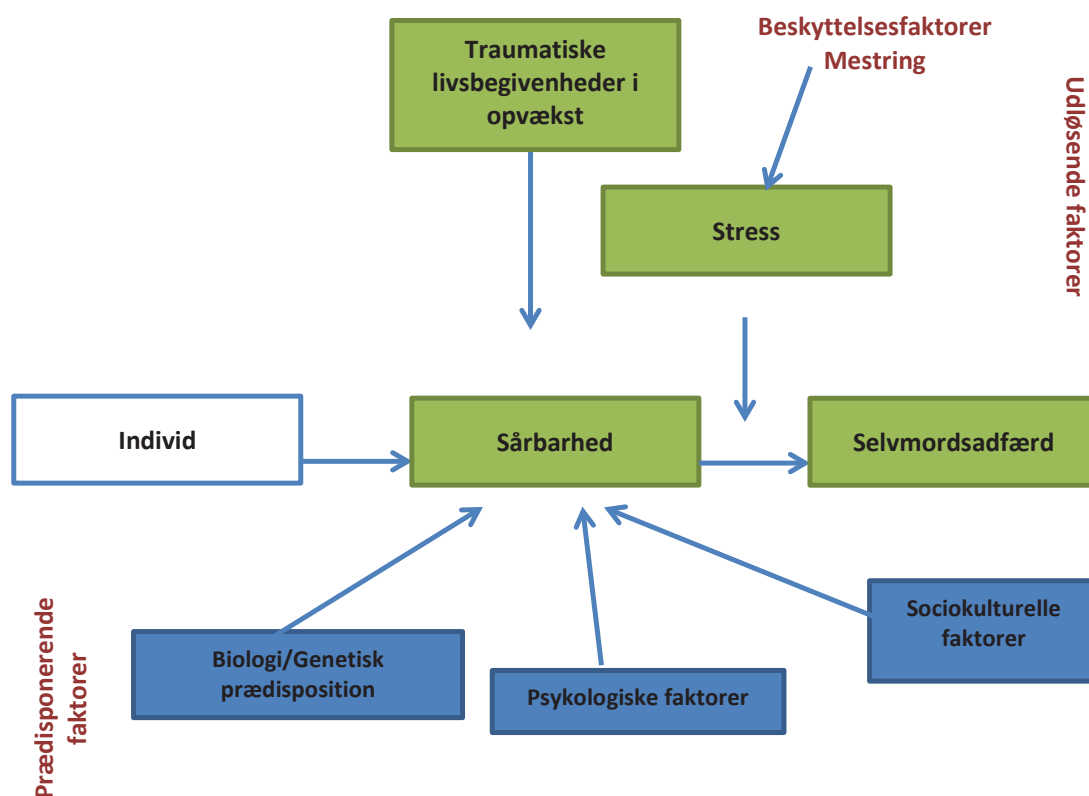 Traumatiske
livsbegivenheder i
opvækst
Beskyttelsesfaktorer
Mestring
Udløsende faktorer
Stress
Individ
Sårbarhed
Selvmordsadfærd
Prædisponerende
faktorer
Biologi/Genetisk
prædisposition
Psykologiske faktorer
Sociokulturelle
faktorer